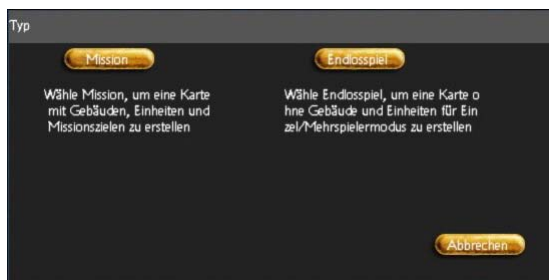 Typ
Mission
Endlosspiel
Wähle Mission, um eine Karte
mit Gebäuden, Einheiten und
Missionszielen zu erstellen
Wähle Endlosspiel, um eine Karte o
hne Gebäude und Einheiten für Ein
zel/Mehrspielermodus zu erstellen
Abbrechen